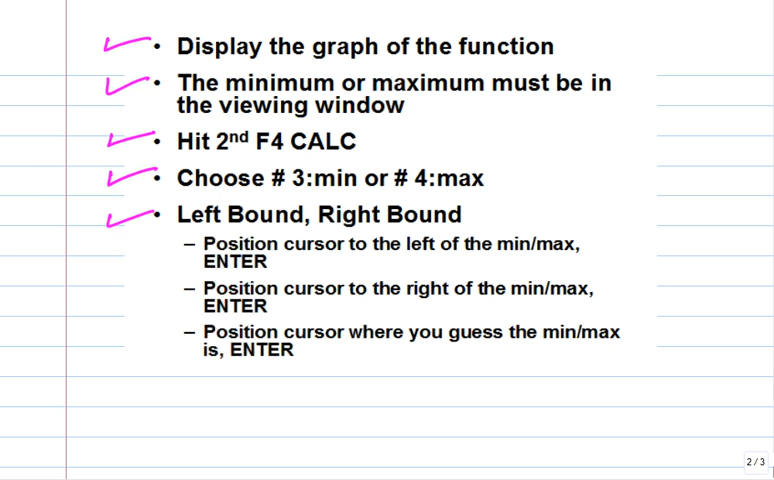 • Display the graph of the function
• The minimum or maximum must be in
the viewing window
• Hit 2nd F4 CALC
• Choose # 3:min or # 4:max
• Left Bound, Right Bound
– Position cursor to the left of the min/max,
ENTER
– Position cursor to the right of the min/max,
ENTER
– Position cursor where you guess the min/max
is, ENTER
2 / 3